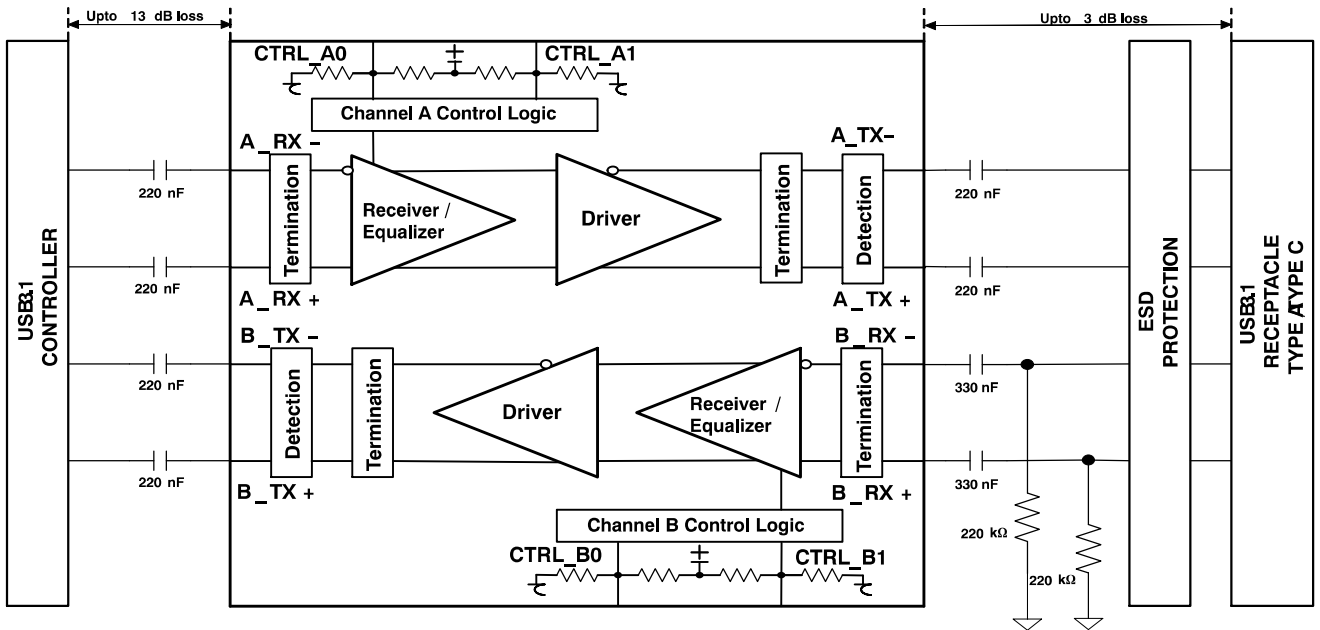 Upto 13 dB loss
Upto 3 dB loss
CTRL_A0
CTRL_A1
Channel A Control Logic
A_RX -
A_TX-
220 nF
220 nF
USB3.1
CONTROLLER
Termination
Receiver /
Equalizer
Driver
Termination
Detection
ESD
PROTECTION
USB3.1
RECEPTACLE
TYPE ATYPE C
220 nF
220 nF
A_RX +
A_TX +
B_TX -
B_RX -
220 nF
330 nF
Detection
Termination
Driver
Receiver /
Equalizer
Termination
220 nF
330 nF
B_TX +
B_RX +
Channel B Control Logic
220 kΩ
CTRL_B0
CTRL_B1
220 kΩ